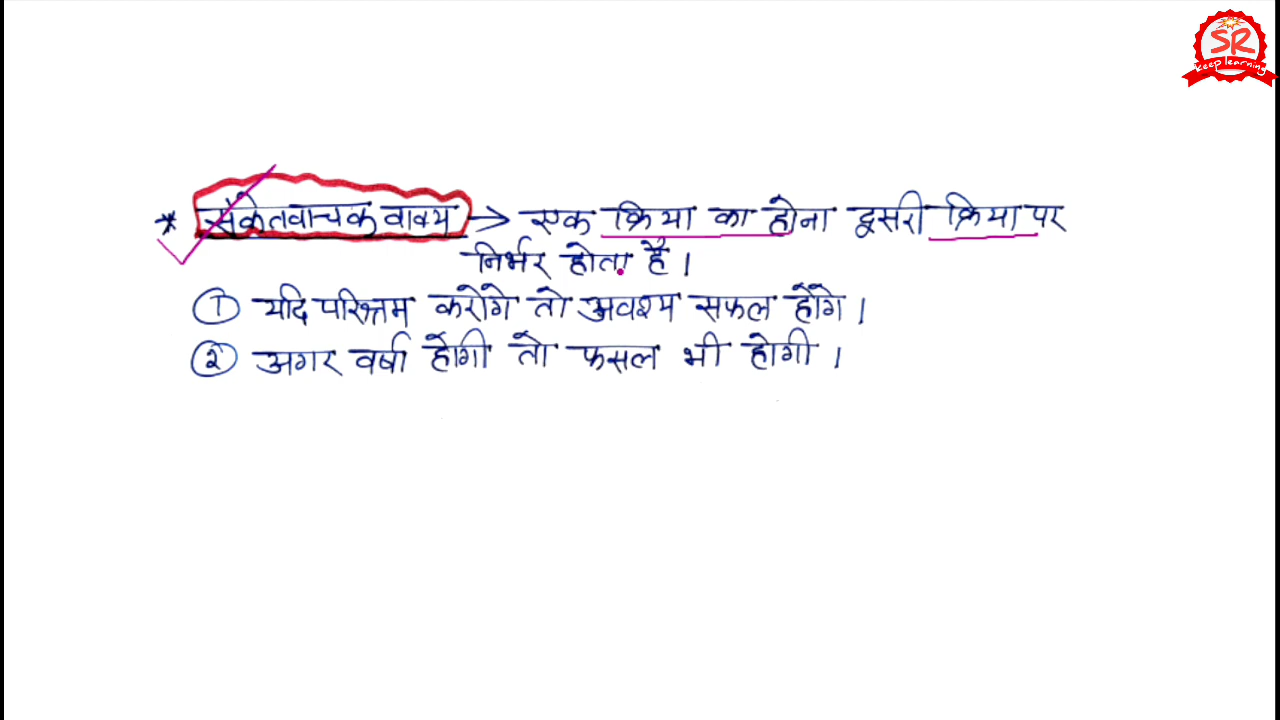 SR
keep learning
* संकेतवाचक वाक्य → एक क्रिया का होना दूसरी क्रिया पर
निर्भर होता है।
① यदि परिश्रम करोगे तो अवश्य सफल होंगे।
② अगर वर्षा होगी तो फसल भी होगी।